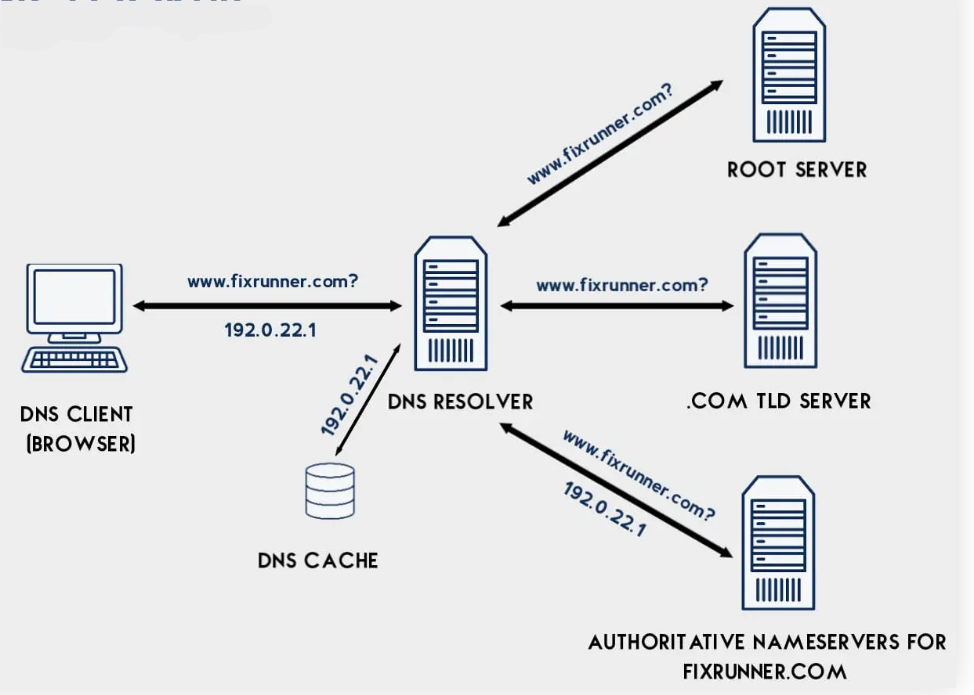 www.fixrunner.com?
ROOT SERVER
www.fixrunner.com?
192.0.22.1
www.fixrunner.com?
192.0.22.1
DNS RESOLVER
.COM TLD SERVER
DNS CLIENT
(BROWSER)
www.fixrunner.com?
192.0.22.1
DNS CACHE
AUTHORITATIVE NAMESERVERS FOR
FIXRUNNER.COM